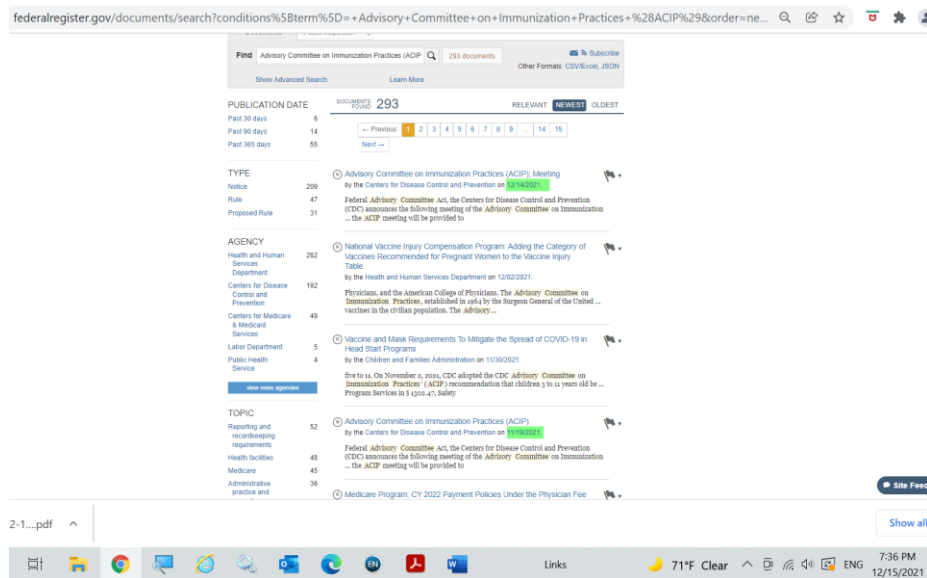 federalregister.gov/documents/search?conditions%5Bterm%5D=+Advisory+Committee+on+Immunization+Practices+%28ACIP%29&order=ne...
Find Advisory Committee on Immunization Practices (ACIP 293 documents
Subscribe
Other Formats: CSV/Excel, JSON
Show Advanced Search Learn More
PUBLICATION DATE
Past 30 days 6
Past 90 days 14
Past 365 days 55
TYPE
Notice 209
Rule 47
Proposed Rule 31
AGENCY
Health and Human 282
Services
Department
Centers for Disease 192
Control and
Prevention
Centers for Medicare 49
& Medicaid
Services
Labor Department 5
Public Health 4
Service
view more agencies
TOPIC
Reporting and 52
recordkeeping
requirements
Health facilities 48
Medicare 45
Administrative 36
practice and
DOCUMENTS
FOUND 293
RELEVANT NEWEST OLDEST
← Previous 1 2 3 4 5 6 7 8 9 ... 14 15
Next →
Advisory Committee on Immunization Practices (ACIP); Meeting
by the Centers for Disease Control and Prevention on 12/14/2021.
Federal Advisory Committee Act, the Centers for Disease Control and Prevention
(CDC) announces the following meeting of the Advisory Committee on Immunization
... the ACIP meeting will be provided to
National Vaccine Injury Compensation Program: Adding the Category of
Vaccines Recommended for Pregnant Women to the Vaccine Injury
Table
by the Health and Human Services Department on 12/02/2021.
Physicians, and the American College of Physicians. The Advisory Committee on
Immunization Practices, established in 1964 by the Surgeon General of the United ...
vaccines in the civilian population. The Advisory...
Vaccine and Mask Requirements To Mitigate the Spread of COVID-19 in
Head Start Programs
by the Children and Families Administration on 11/30/2021.
five to 11. On November 2, 2021, CDC adopted the CDC Advisory Committee on
Immunization Practices' (ACIP) recommendation that children 5 to 11 years old be ...
Program Services in § 1302.47, Safety
Advisory Committee on Immunization Practices (ACIP)
by the Centers for Disease Control and Prevention on 11/19/2021.
Federal Advisory Committee Act, the Centers for Disease Control and Prevention
(CDC) announces the following meeting of the Advisory Committee on Immunization
... the ACIP meeting will be provided to
Medicare Program; CY 2022 Payment Policies Under the Physician Fee
Site Feed
2-1....pdf
Show all
EN
Links
71°F Clear
ENG
7:36 PM
12/15/2021